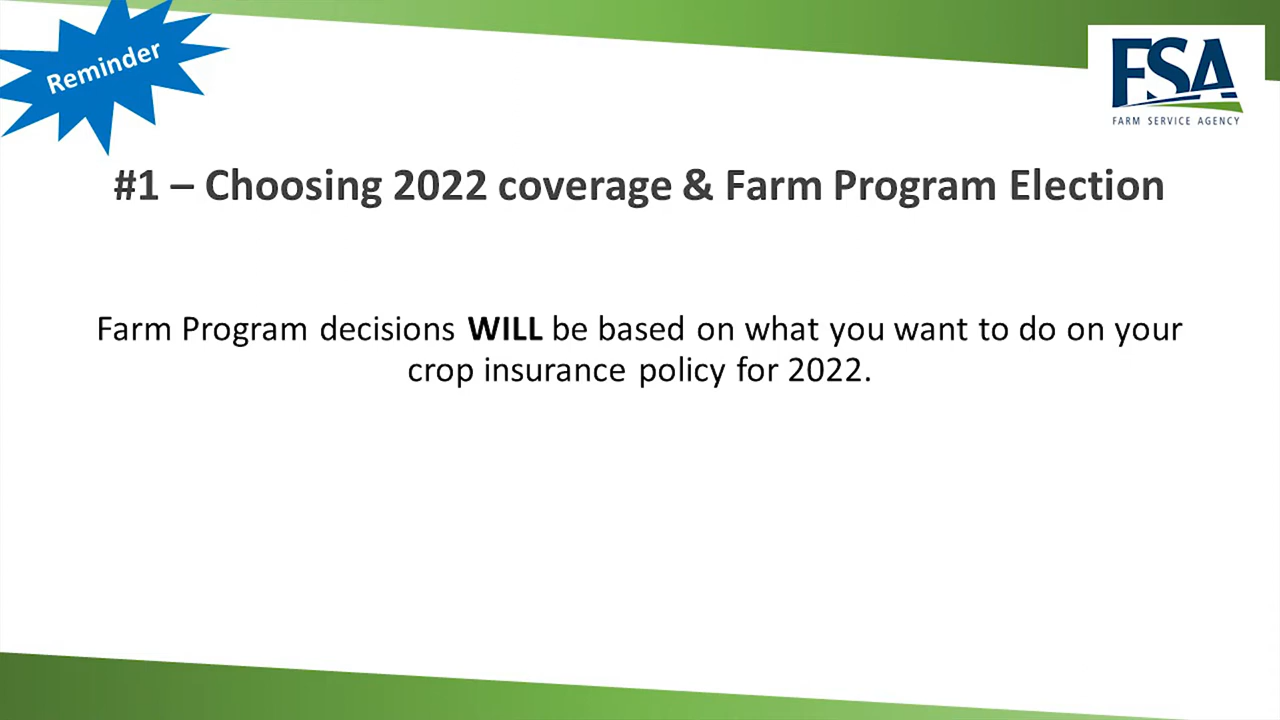 Reminder
FSA
FARM SERVICE AGENCY
#1 – Choosing 2022 coverage & Farm Program Election
Farm Program decisions WILL be based on what you want to do on your
crop insurance policy for 2022.